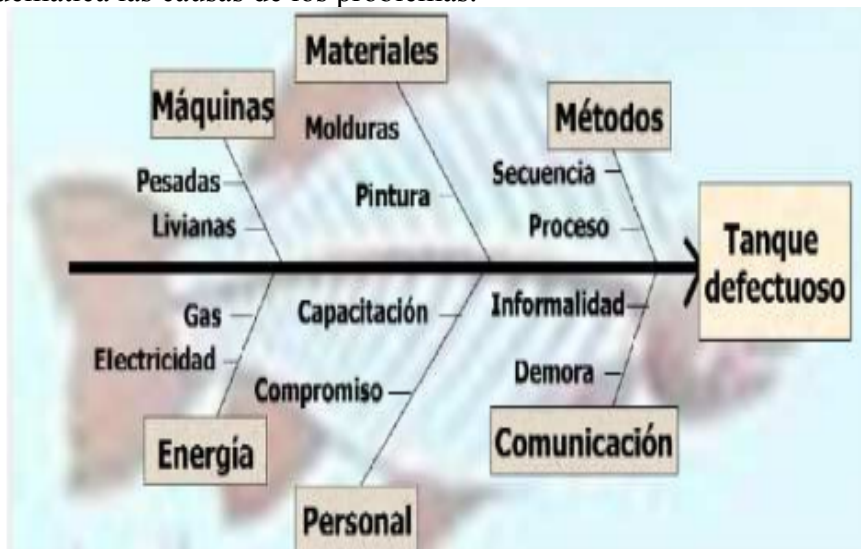 Materiales
Máquinas
Métodos
Molduras
Secuencia
Pesadas
Pintura
Livianas
Proceso
Tanque
defectuoso
Gas
Capacitación
Informalidad
Electricidad
Compromiso
Demora
Energía
Comunicación
Personal